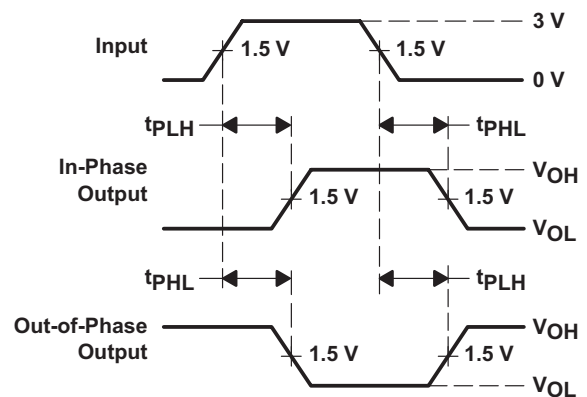 3 V
Input
1.5 V
1.5 V
0 V
tPLH
tPHL
In-Phase
Output
VOH
1.5 V
1.5 V
VOL
tPHL
tPLH
Out-of-Phase
Output
VOH
1.5 V
1.5 V
VOL